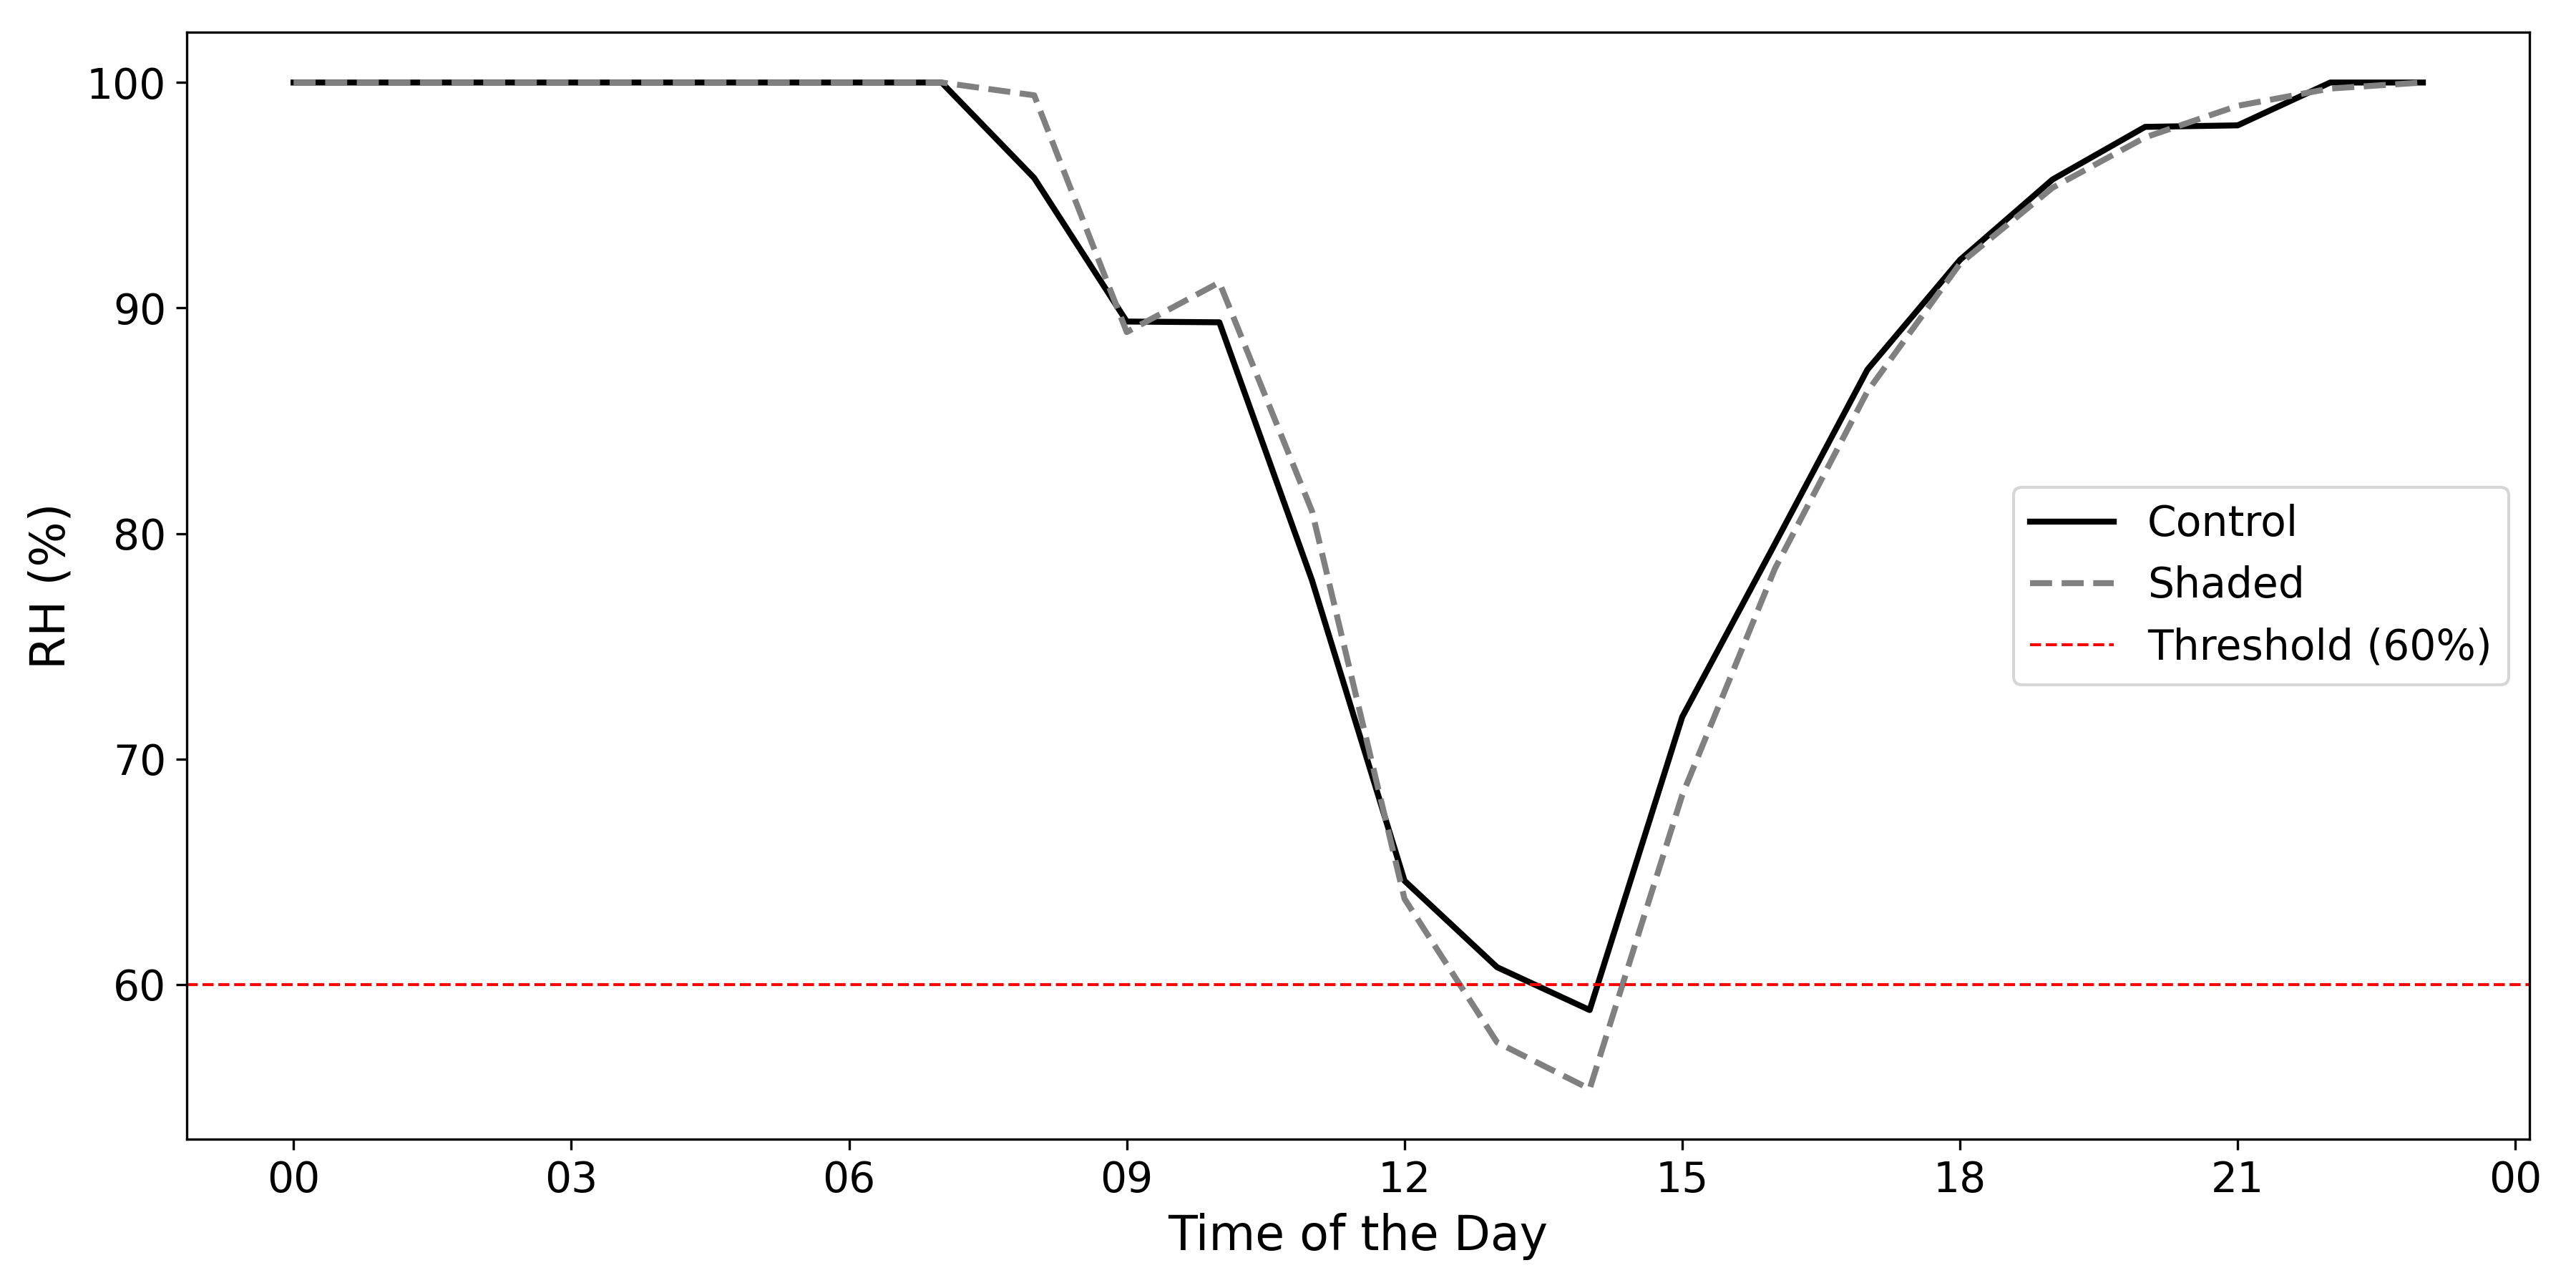 100
90
80
70
60
RH (%)
Control
Shaded
Threshold (60%)
00 03 06 09 12 15 18 21 00
Time of the Day